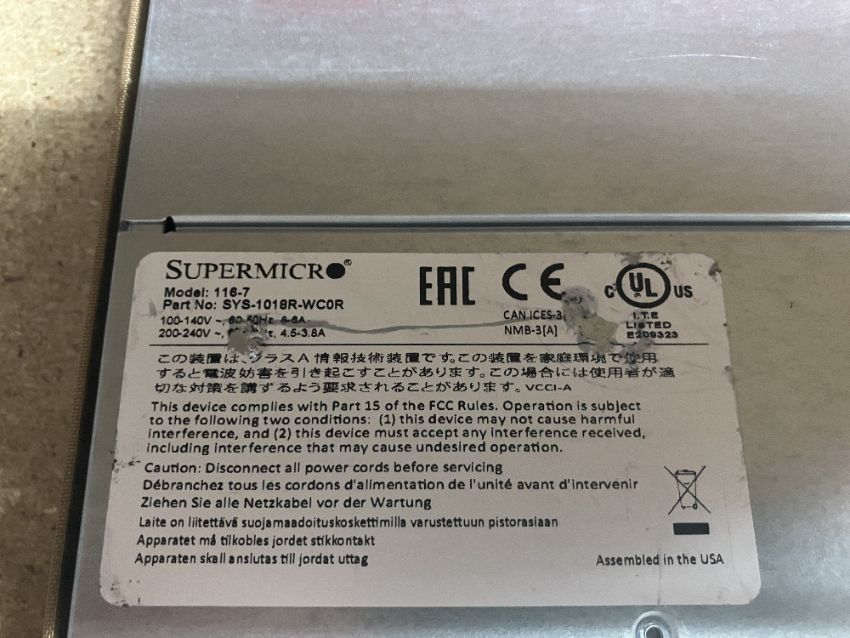 SUPERMICRO®
Model: 116-7
Part No: SYS-1018R-WC0R
100-140V ~, 60-50Hz, 8-6A
200-240V ~, 4.5-3.8A
EAC CE
CAN ICES-3
NMB-3[A]
C UL US
I.T.E
LISTED
E209323
この装置は、クラスA情報技術装置です。この装置を家庭環境で使用
すると電波妨害を引き起こすことがあります。この場合には使用者が適
切な対策を講ずるよう要求されることがあります。VCCI-A
This device complies with Part 15 of the FCC Rules. Operation is subject
to the following two conditions: (1) this device may not cause harmful
interference, and (2) this device must accept any interference received,
including interference that may cause undesired operation.
Caution: Disconnect all power cords before servicing
Débranchez tous les cordons d'alimentation de l'unité avant d'intervenir
Ziehen Sie alle Netzkabel vor der Wartung
Laite on liitettävä suojamaadoituskoskettimilla varustettuun pistorasiaan
Apparatet må tilkobles jordet stikkontakt
Apparaten skall anslutas till jordat uttag
Assembled in the USA